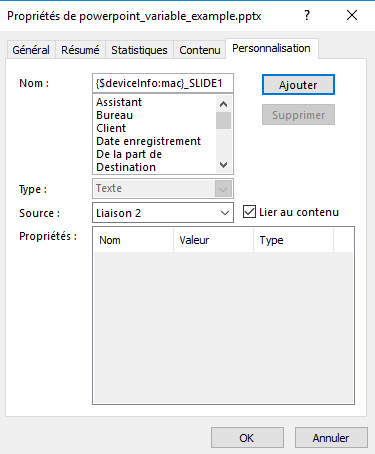 Propriétés de powerpoint_variable_example.pptx ? ×
Général Résumé Statistiques Contenu Personnalisation
Nom : {$deviceInfo:mac}_SLIDE1 Ajouter
Assistant
Bureau
Client
Date enregistrement
De la part de
Destination
Supprimer
Type : Texte
Source : Liaison 2 Lier au contenu
Propriétés : Nom Valeur Type
OK Annuler